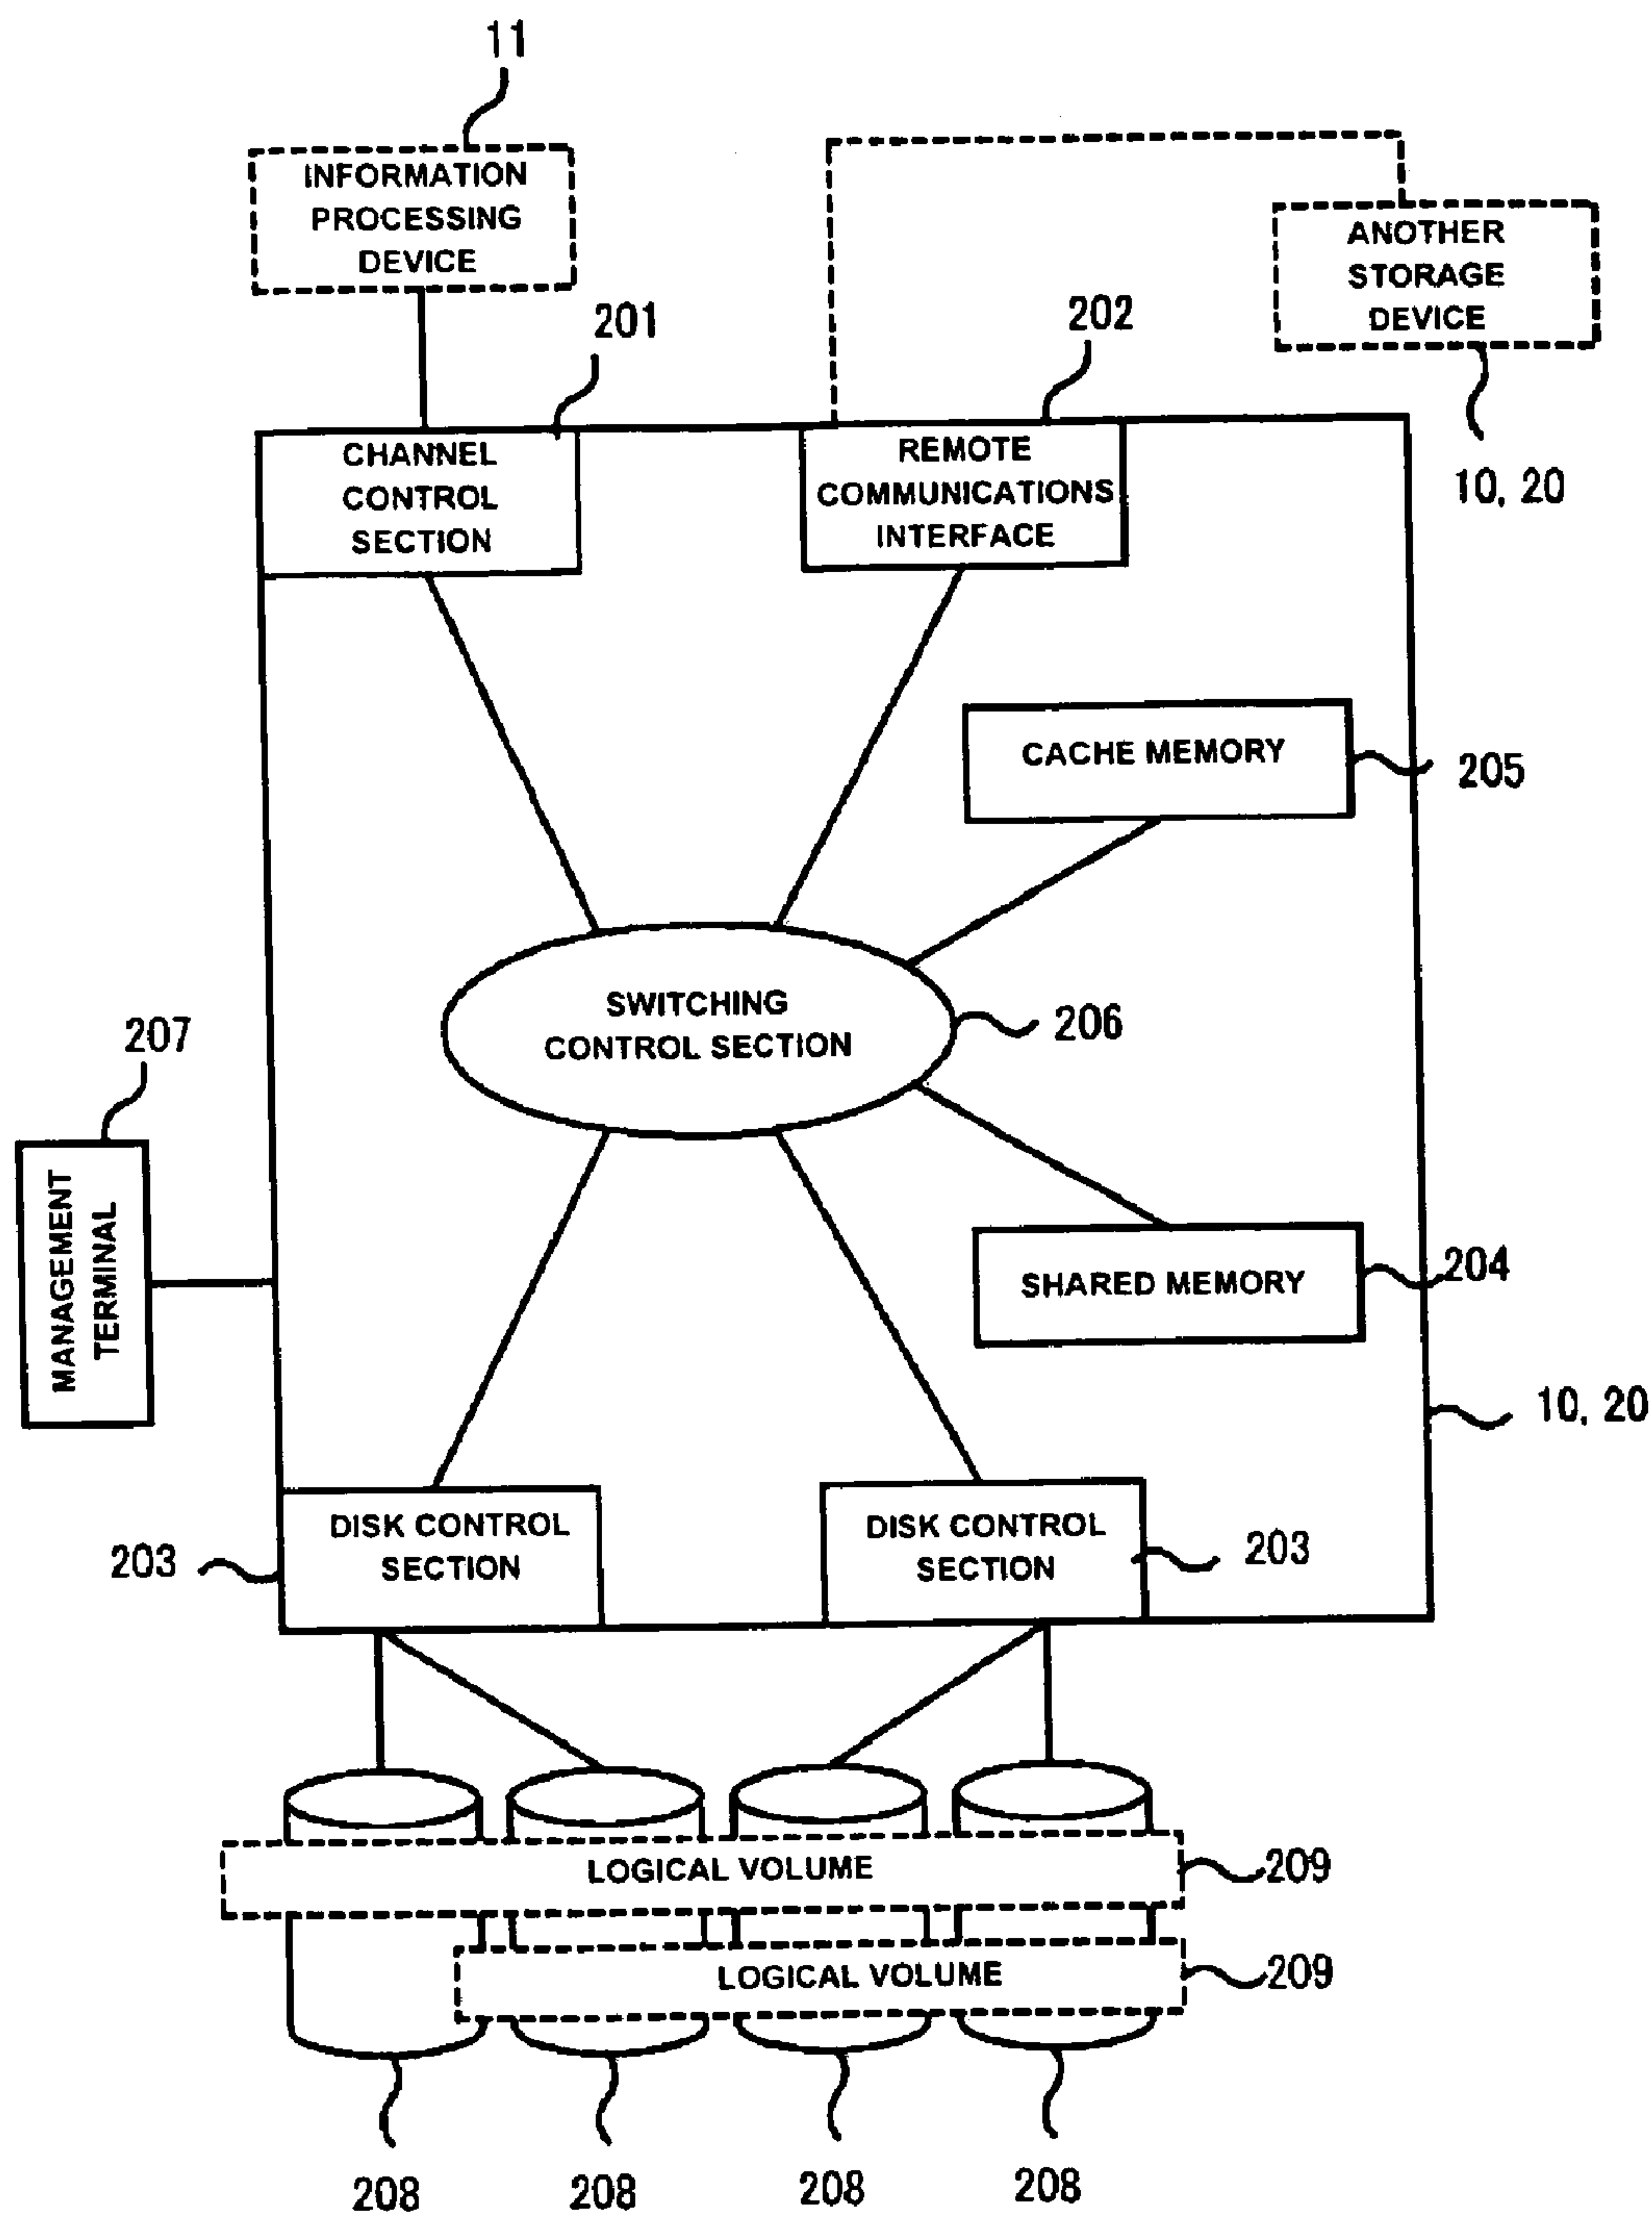 11
INFORMATION
PROCESSING
DEVICE
ANOTHER
STORAGE
DEVICE
10, 20
201
202
CHANNEL
CONTROL
SECTION
REMOTE
COMMUNICATIONS
INTERFACE
CACHE MEMORY
205
SWITCHING
CONTROL SECTION
206
207
MANAGEMENT
TERMINAL
SHARED MEMORY
204
10, 20
DISK CONTROL
SECTION
203
DISK CONTROL
SECTION
203
LOGICAL VOLUME
209
LOGICAL VOLUME
209
208
208
208
208